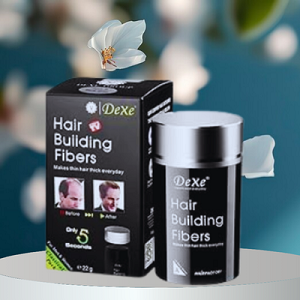 DeXe®
Hair
Building
Fibers
Makes thin hair thick everyday
Before
After
Only 5
Seconds
22g
DeXe®
Hair
Building
Fibers
Makes thin hair thick everyday